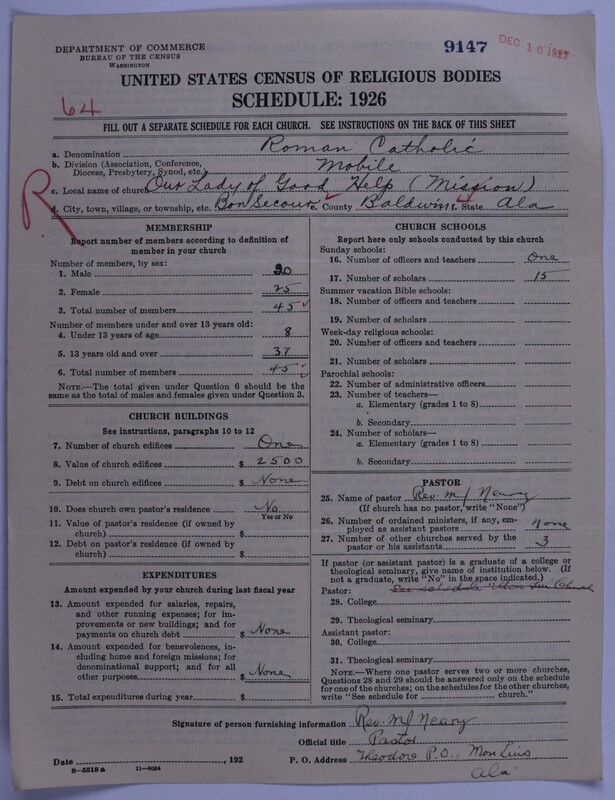 DEPARTMENT OF COMMERCE
BUREAU OF THE CENSUS
WASHINGTON
9147
DEC 16 1927
UNITED STATES CENSUS OF RELIGIOUS BODIES
SCHEDULE: 1926
64
FILL OUT A SEPARATE SCHEDULE FOR EACH CHURCH. SEE INSTRUCTIONS ON THE BACK OF THIS SHEET
R
a. Denomination Roman Catholic
b. Division (Association, Conference, Diocese, Presbytery, Synod, etc.) Mobile
c. Local name of church Our Lady of Good Help (Mission)
d. City, town, village, or township, etc. Bon Secour e. County Baldwin f. State Ala
MEMBERSHIP
Report number of members according to definition of member in your church
Number of members, by sex:
1. Male 20
2. Female 25
3. Total number of members 45
Number of members under and over 13 years old:
4. Under 13 years of age 8
5. 13 years old and over 37
6. Total number of members 45
NOTE.—The total given under Question 6 should be the same as the total of males and females given under Question 3.
CHURCH BUILDINGS
See instructions, paragraphs 10 to 12
7. Number of church edifices One
8. Value of church edifices $ 2500
9. Debt on church edifices $ None
10. Does church own pastor's residence? No
Yes or No
11. Value of pastor's residence (if owned by church) $
12. Debt on pastor's residence (if owned by church) $
EXPENDITURES
Amount expended by your church during last fiscal year
13. Amount expended for salaries, repairs, and other running expenses; for improvements or new buildings; and for payments on church debt $ None
14. Amount expended for benevolences, including home and foreign missions; for denominational support; and for all other purposes $ None
15. Total expenditures during year $
CHURCH SCHOOLS
Report here only schools conducted by this church
Sunday schools:
16. Number of officers and teachers One
17. Number of scholars 15
Summer vacation Bible schools:
18. Number of officers and teachers
19. Number of scholars
Week-day religious schools:
20. Number of officers and teachers
21. Number of scholars
Parochial schools:
22. Number of administrative officers
23. Number of teachers—
a. Elementary (grades 1 to 8)
b. Secondary
24. Number of scholars—
a. Elementary (grades 1 to 8)
b. Secondary
PASTOR
25. Name of pastor Rev. M J Neary
(If church has no pastor, write "None")
26. Number of ordained ministers, if any, employed as assistant pastors None
27. Number of other churches served by the pastor or his assistants 3
If pastor (or assistant pastor) is a graduate of a college or theological seminary, give name of institution below. (If not a graduate, write "No" in the space indicated.)
Pastor: See schedule Mon Luis Church
28. College
29. Theological seminary
Assistant pastor:
30. College
31. Theological seminary
NOTE.—Where one pastor serves two or more churches, Questions 28 and 29 should be answered only on the schedule for one of the churches; on the schedules for the other churches, write "See schedule for church."
Signature of person furnishing information Rev. M J Neary
Official title Pastor
Date , 192 P. O. Address Theodore P.O., Mon Luis,
Ala
8—5518 a 11—9064